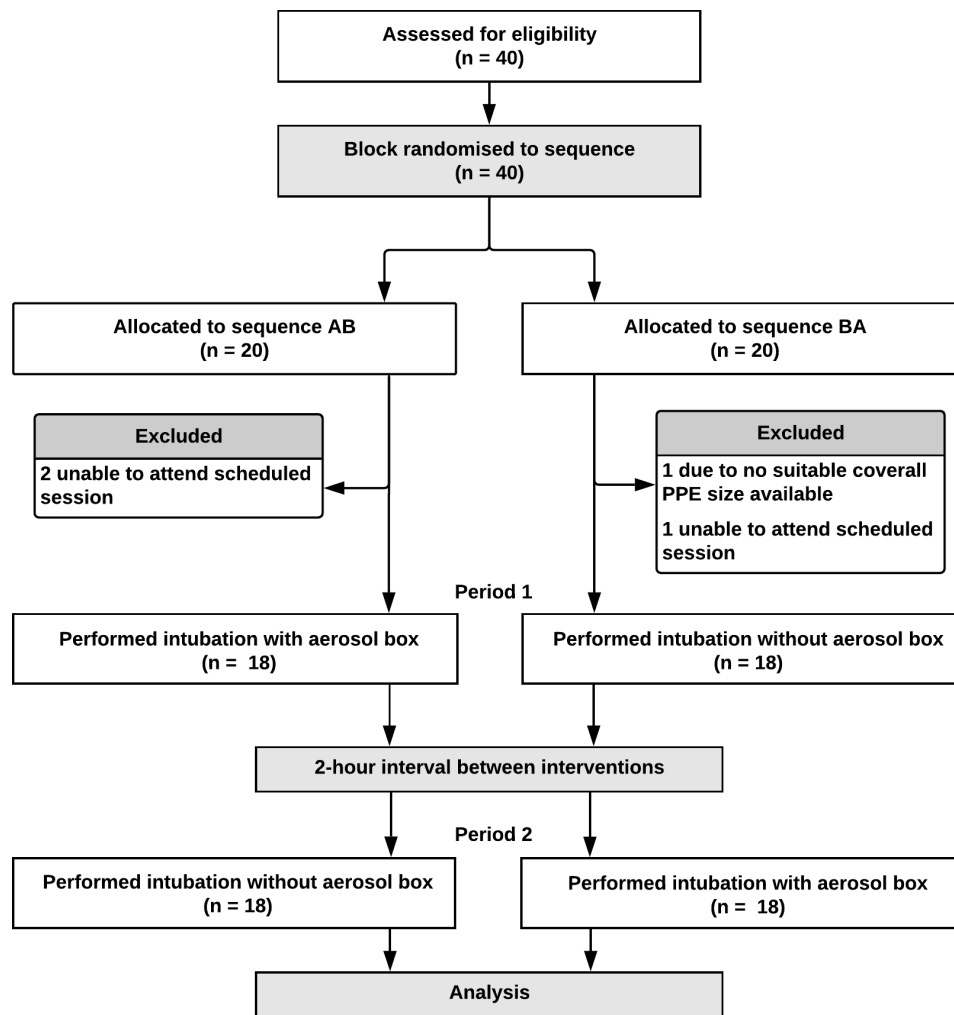 Assessed for eligibility
(n = 40)
Block randomised to sequence
(n = 40)
Allocated to sequence AB
(n = 20)
Allocated to sequence BA
(n = 20)
Excluded
2 unable to attend scheduled
session
Excluded
1 due to no suitable coverall
PPE size available
1 unable to attend scheduled
session
Period 1
Performed intubation with aerosol box
(n = 18)
Performed intubation without aerosol box
(n = 18)
2-hour interval between interventions
Period 2
Performed intubation without aerosol box
(n = 18)
Performed intubation with aerosol box
(n = 18)
Analysis